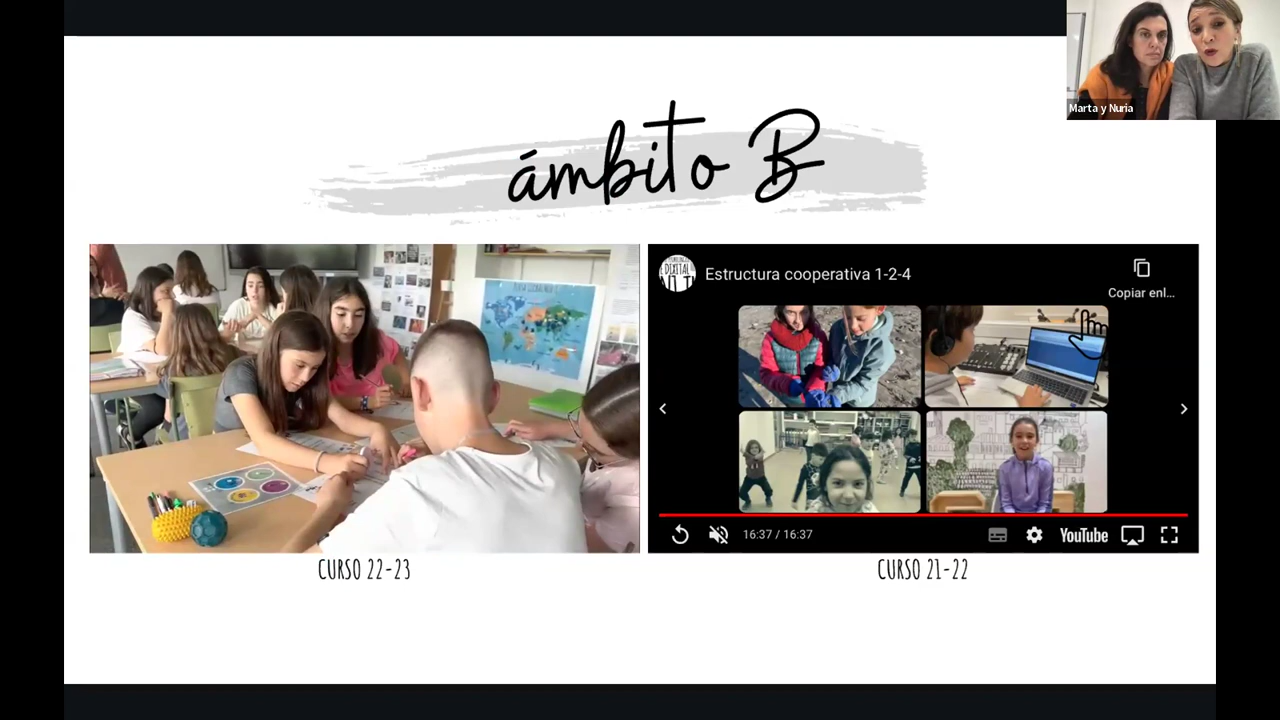 Marta y Nuria
ámbito B
DIXITAL
Estructura cooperativa 1-2-4
Copiar enl...
16:37 / 16:37
YouTube
CURSO 22-23
CURSO 21-22